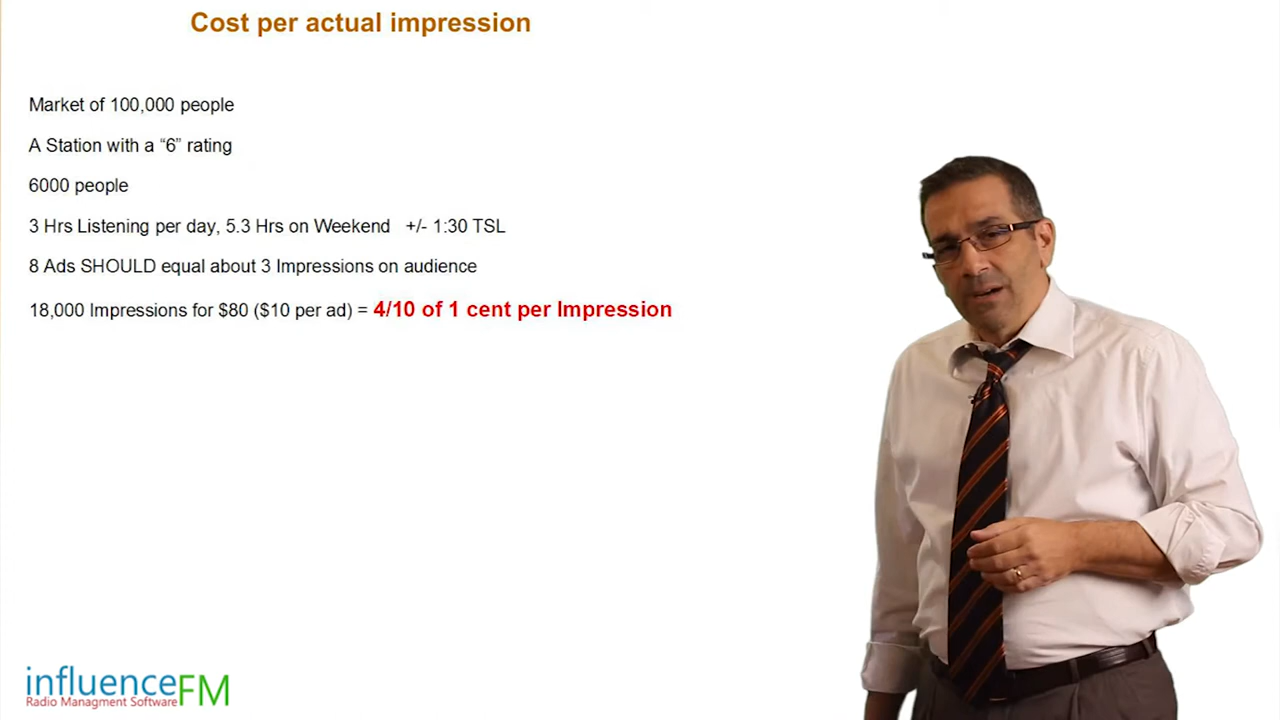 Cost per actual impression
Market of 100,000 people
A Station with a “6” rating
6000 people
3 Hrs Listening per day, 5.3 Hrs on Weekend   +/- 1:30 TSL
8 Ads SHOULD equal about 3 Impressions on audience
18,000 Impressions for $80 ($10 per ad) = 4/10 of 1 cent per Impression
influenceFM
Radio Managment Software